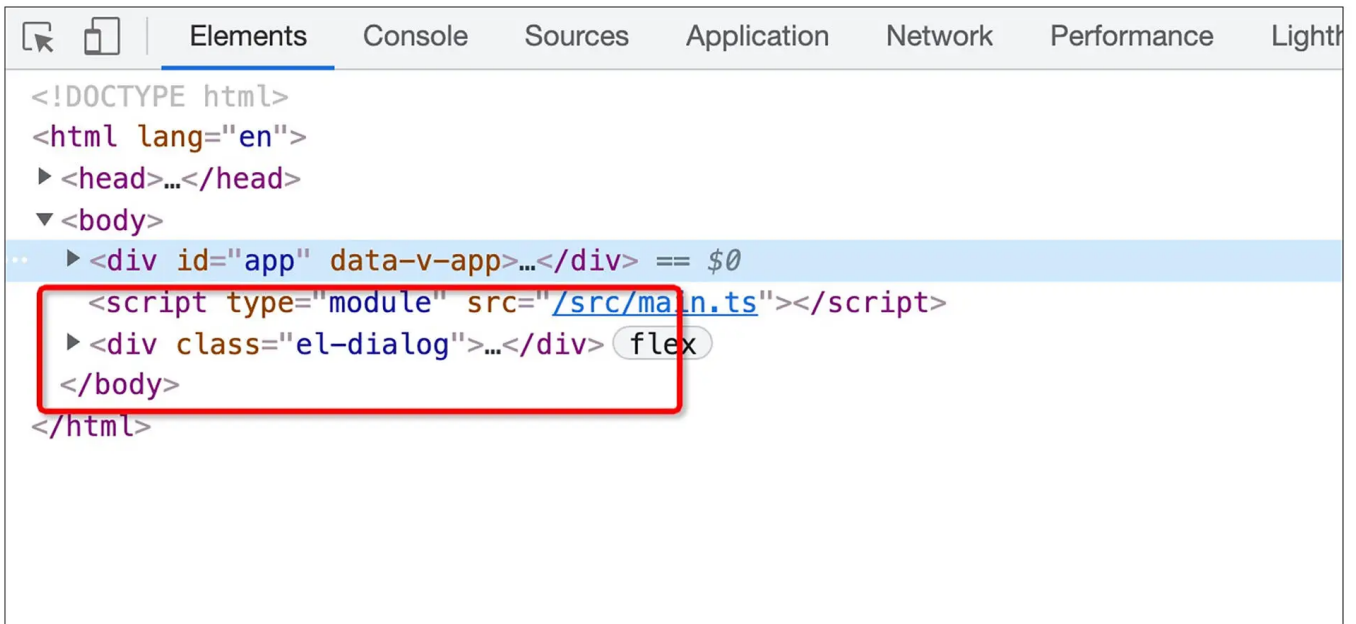 Elements Console Sources Application Network Performance
<!DOCTYPE html>
<html lang="en">
<head>…</head>
<body>
<div id="app" data-v-app>…</div> == $0
<script type="module" src="/src/main.ts"></script>
<div class="el-dialog">…</div> flex
</body>
</html>